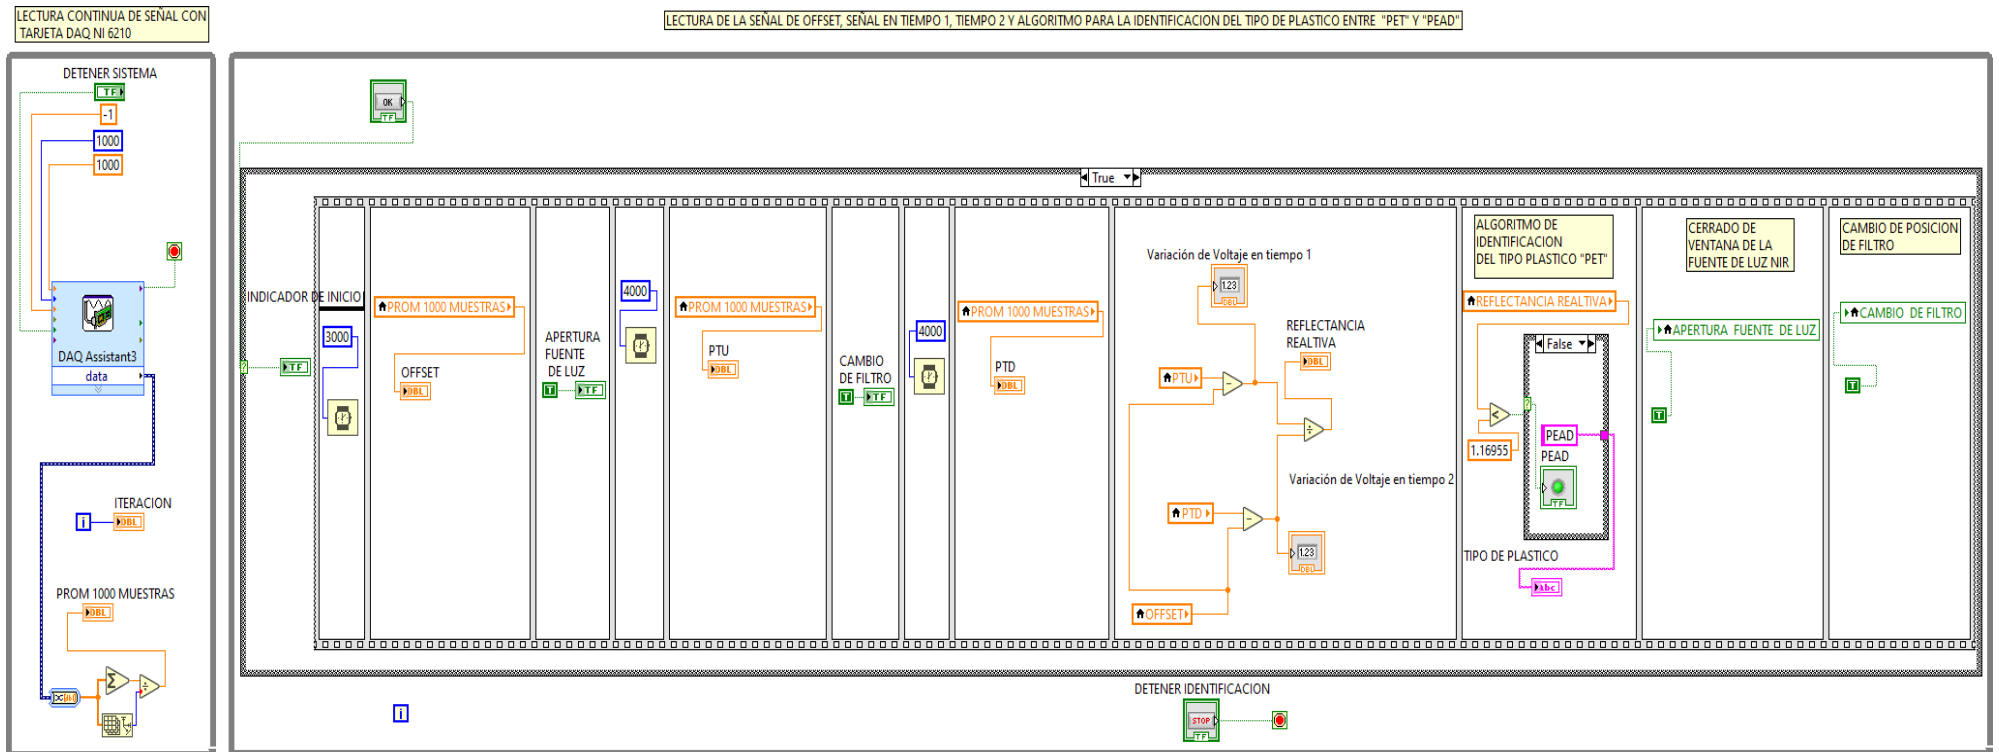 LECTURA CONTINUA DE SEÑAL CON
TARJETA DAQ NI 6210
DETENER SISTEMA
TF
-1
1000
1000
DAQ Assistant3
data
ITERACION
i
DBL
PROM 1000 MUESTRAS
DBL
LECTURA DE LA SEÑAL DE OFFSET, SEÑAL EN TIEMPO 1, TIEMPO 2 Y ALGORITMO PARA LA IDENTIFICACION DEL TIPO DE PLASTICO ENTRE "PET" Y "PEAD"
OK
TF
True
INDICADOR DE INICIO
?
TF
3000
PROM 1000 MUESTRAS
OFFSET
DBL
APERTURA
FUENTE
DE LUZ
T
TF
4000
PROM 1000 MUESTRAS
PTU
DBL
CAMBIO
DE FILTRO
T
TF
4000
PROM 1000 MUESTRAS
PTD
DBL
Variación de Voltaje en tiempo 1
1.23
DBL
REFLECTANCIA
REALTIVA
DBL
PTU
Variación de Voltaje en tiempo 2
PTD
1.23
DBL
OFFSET
ALGORITMO DE
IDENTIFICACION
DEL TIPO PLASTICO "PET"
REFLECTANCIA REALTIVA
False
<
?
1.16955
PEAD
PEAD
TF
TIPO DE PLASTICO
abc
CERRADO DE
VENTANA DE LA
FUENTE DE LUZ NIR
APERTURA FUENTE DE LUZ
T
CAMBIO DE POSICION
DE FILTRO
CAMBIO DE FILTRO
T
i
DETENER IDENTIFICACION
STOP
TF